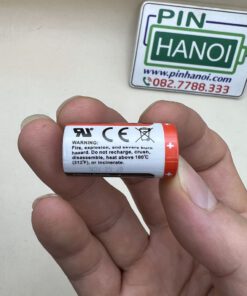 PIN
HANOI
www.pinhanoi.com
082.7788.333
WARNING:
Fire, explosion, and severe burn
hazard. Do not recharge, crush,
disassemble, heat above 100°C
(212°F), or incinerate.